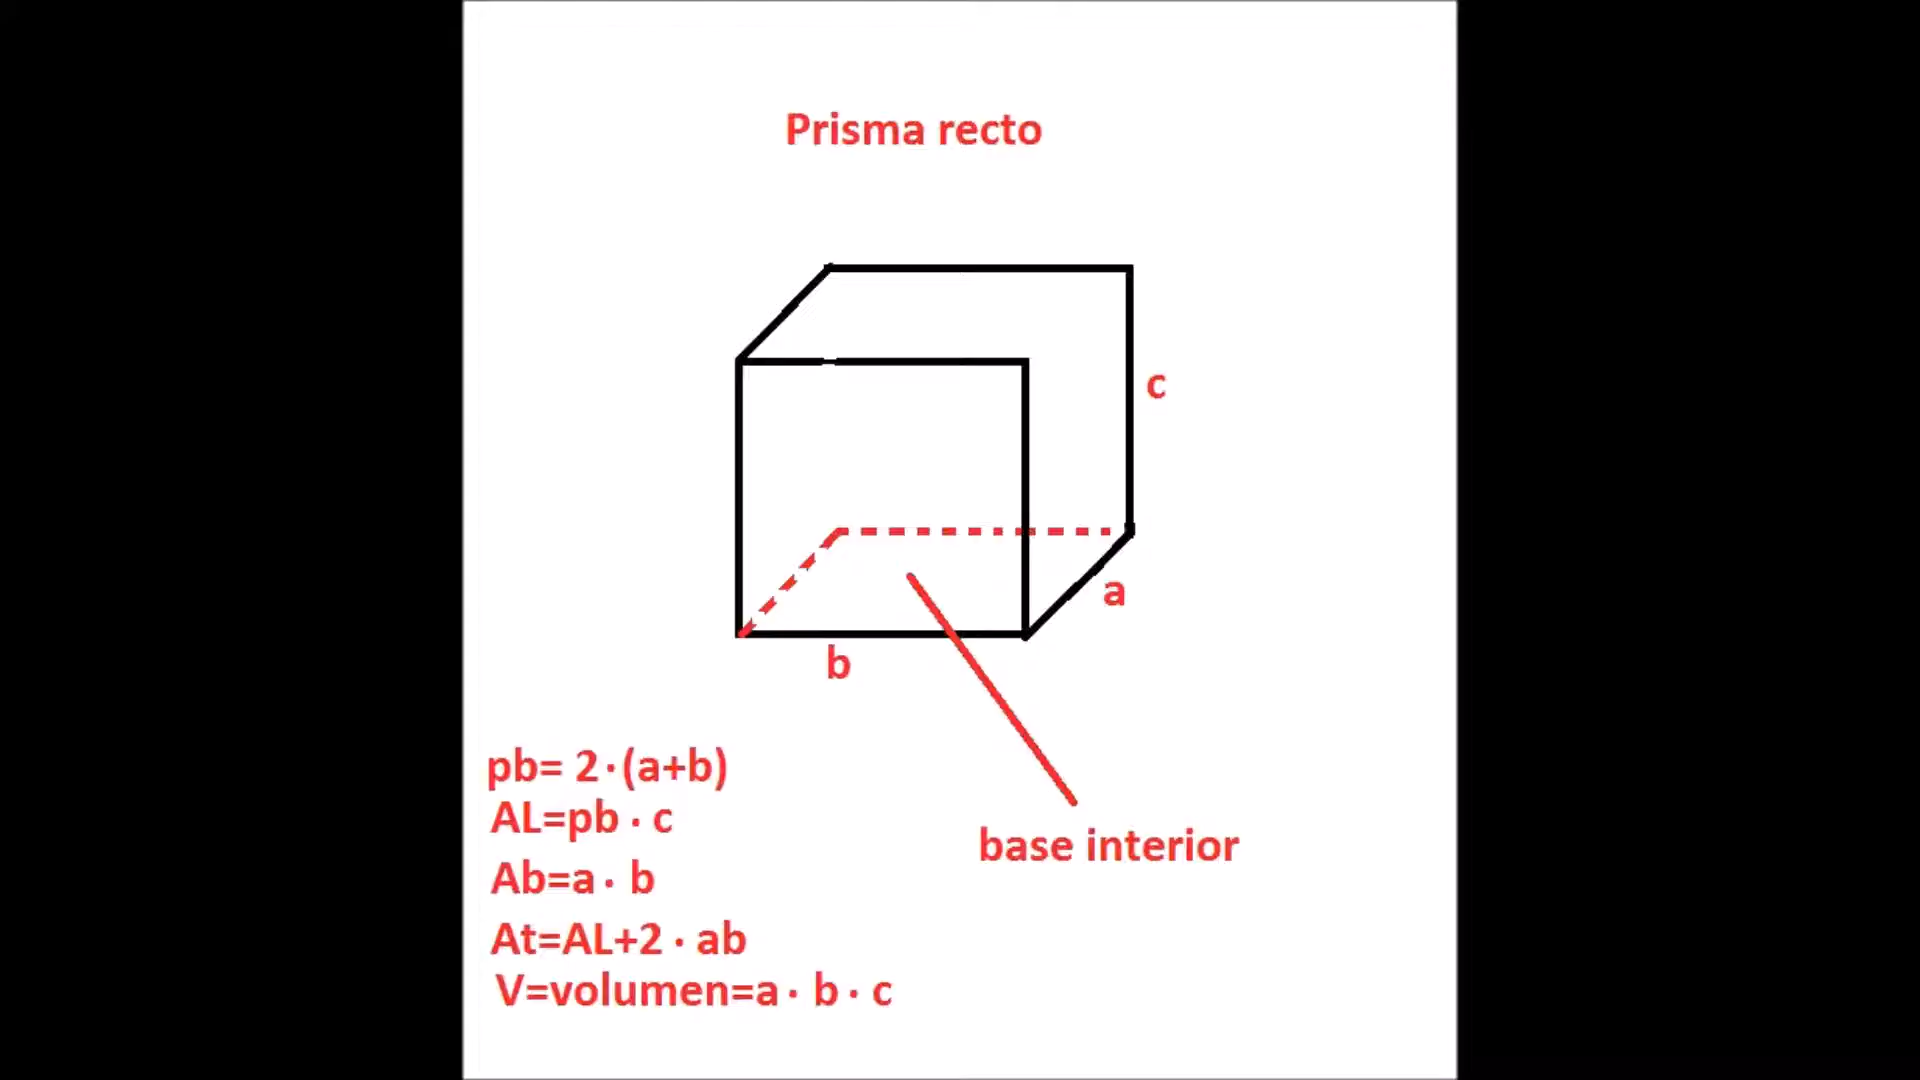 Prisma recto
c
a
b
pb= 2·(a+b)
AL=pb · c
base interior
Ab=a · b
At=AL+2 · ab
V=volumen=a · b · c